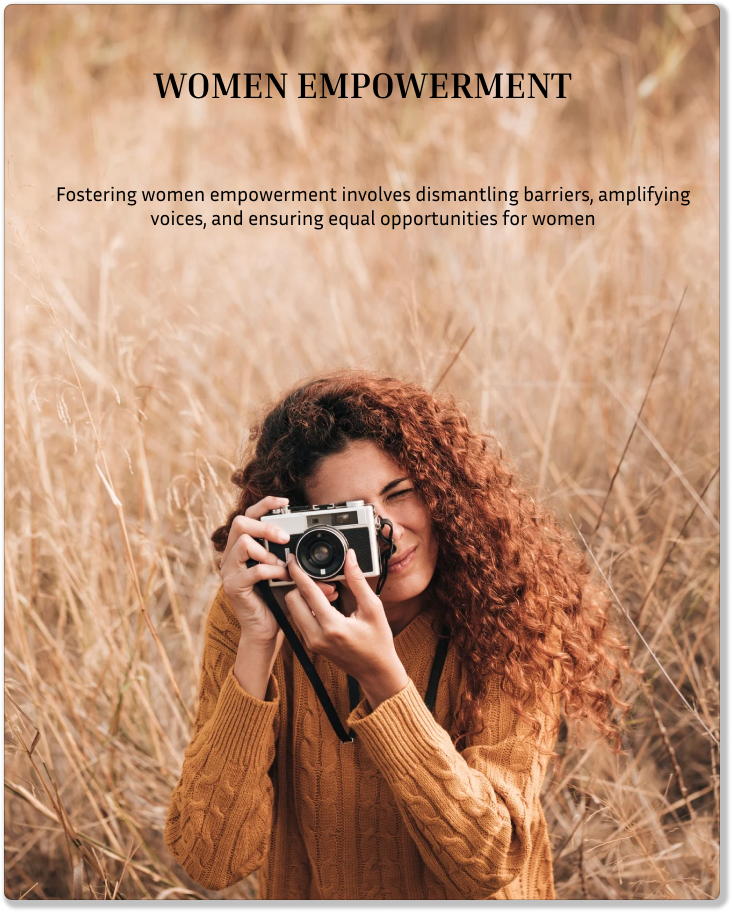 WOMEN EMPOWERMENT
Fostering women empowerment involves dismantling barriers, amplifying
voices, and ensuring equal opportunities for women